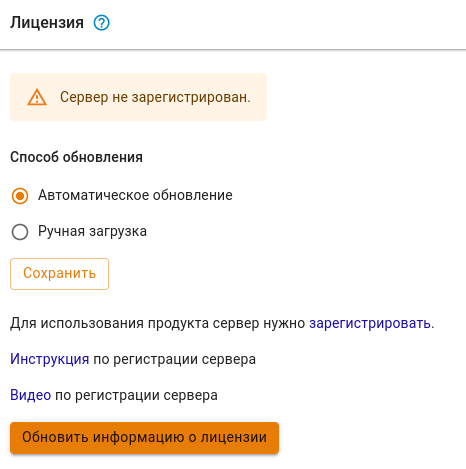 Лицензия ?
Сервер не зарегистрирован.
Способ обновления
Автоматическое обновление
Ручная загрузка
Сохранить
Для использования продукта сервер нужно зарегистрировать.
Инструкция по регистрации сервера
Видео по регистрации сервера
Обновить информацию о лицензии